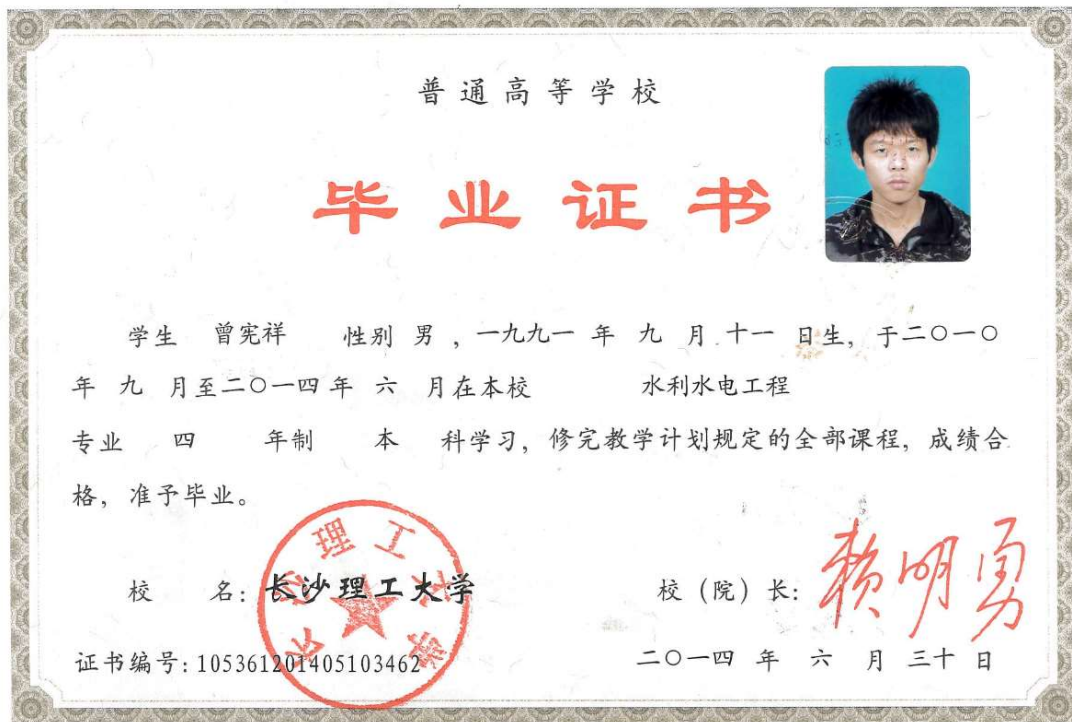 普通高等学校
毕业证书
学生 曾宪祥 性别 男 ，一九九一 年 九 月 十一 日生，于二〇一〇
年 九 月至二〇一四年 六 月在本校 水利水电工程
专业 四 年制 本 科学习，修完教学计划规定的全部课程，成绩合
格，准予毕业。
校 名：长沙理工大学 校（院）长：赖明勇
长沙理工大学
证书编号：105361201405103462 二〇一四 年 六 月 三十 日